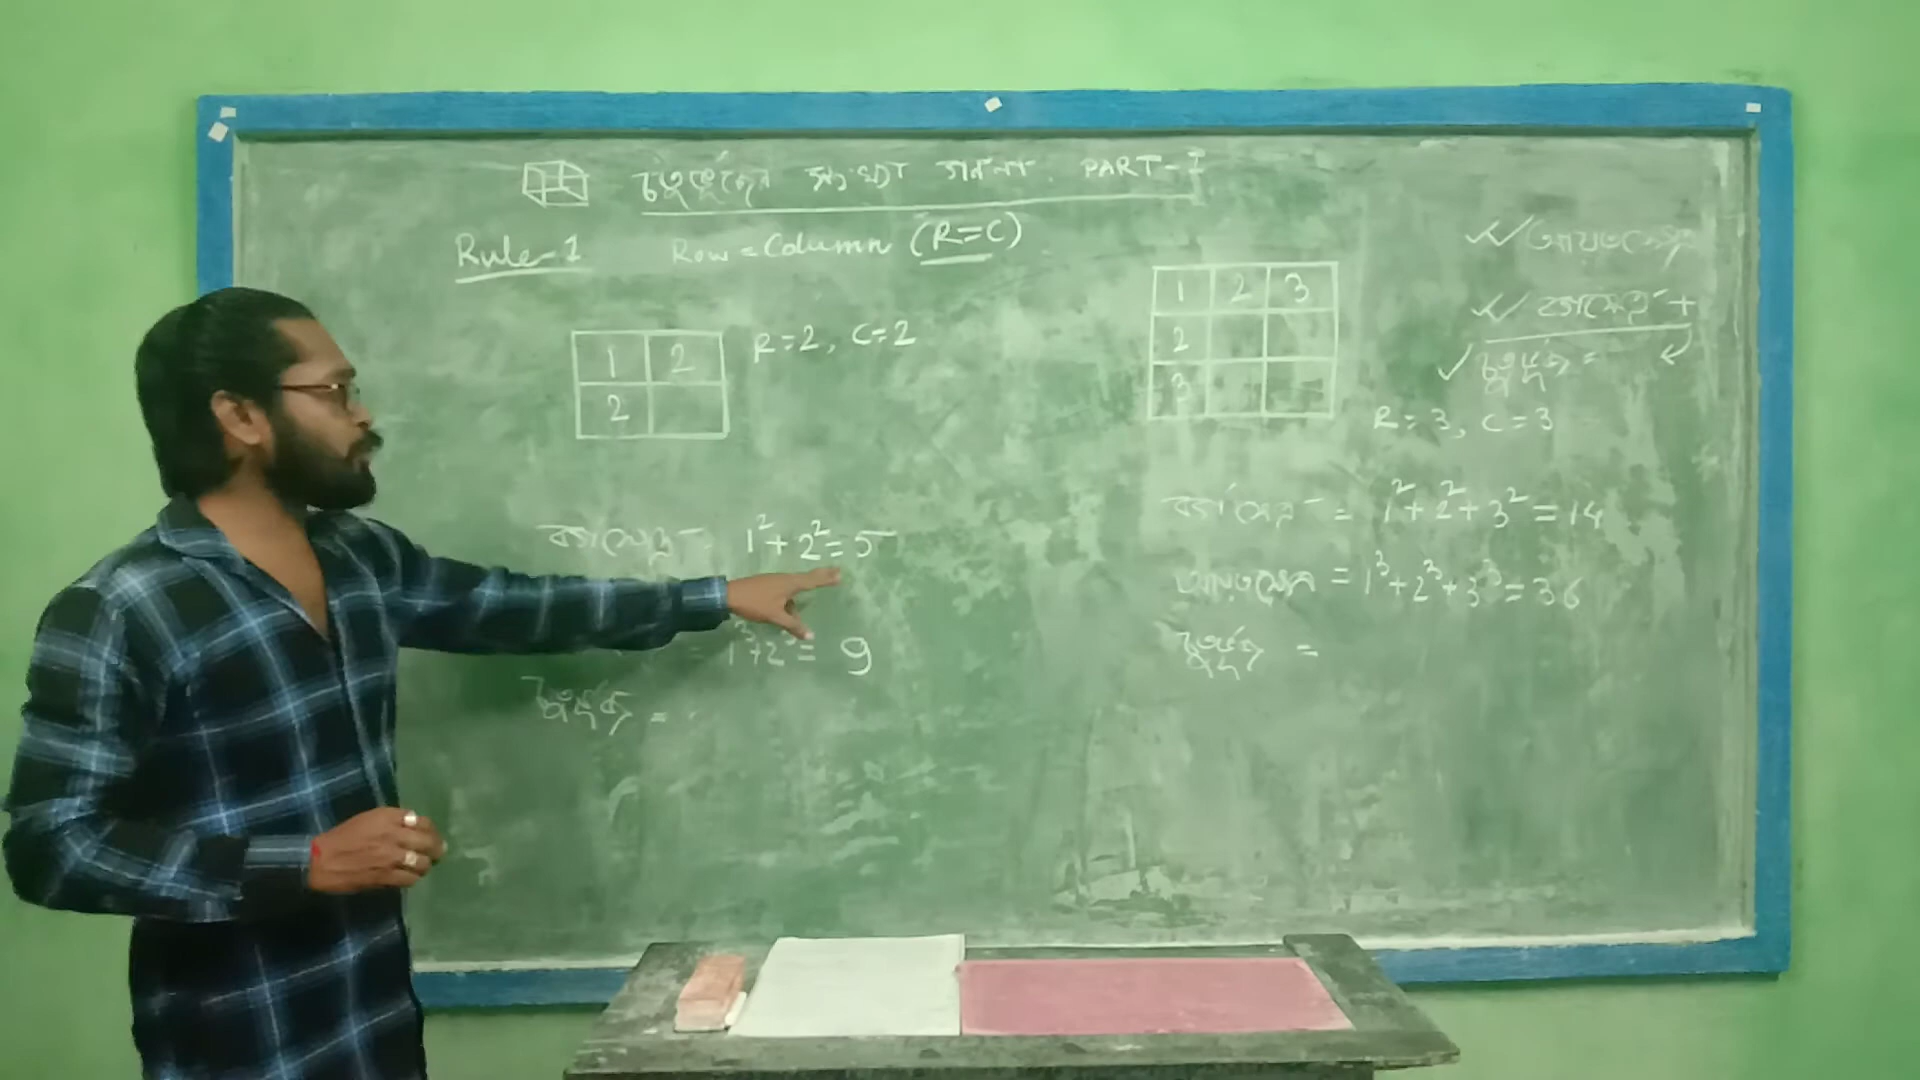 চতুর্ভুজের সংখ্যা গননা. PART-I
Rule-1 Row = Column (R=C)
1 2
2
R=2, C=2
1 2 3
2
3
R=3, C=3
আয়তক্ষেত্র
বর্গক্ষেত্র +
চতুর্ভুজ =
বর্গক্ষেত্র = 1²+2²=5
= 1³+2³= 9
চতুর্ভুজ =
বর্গক্ষেত্র = 1²+2²+3²=14
আয়তক্ষেত্র = 1³+2³+3³=36
চতুর্ভুজ =